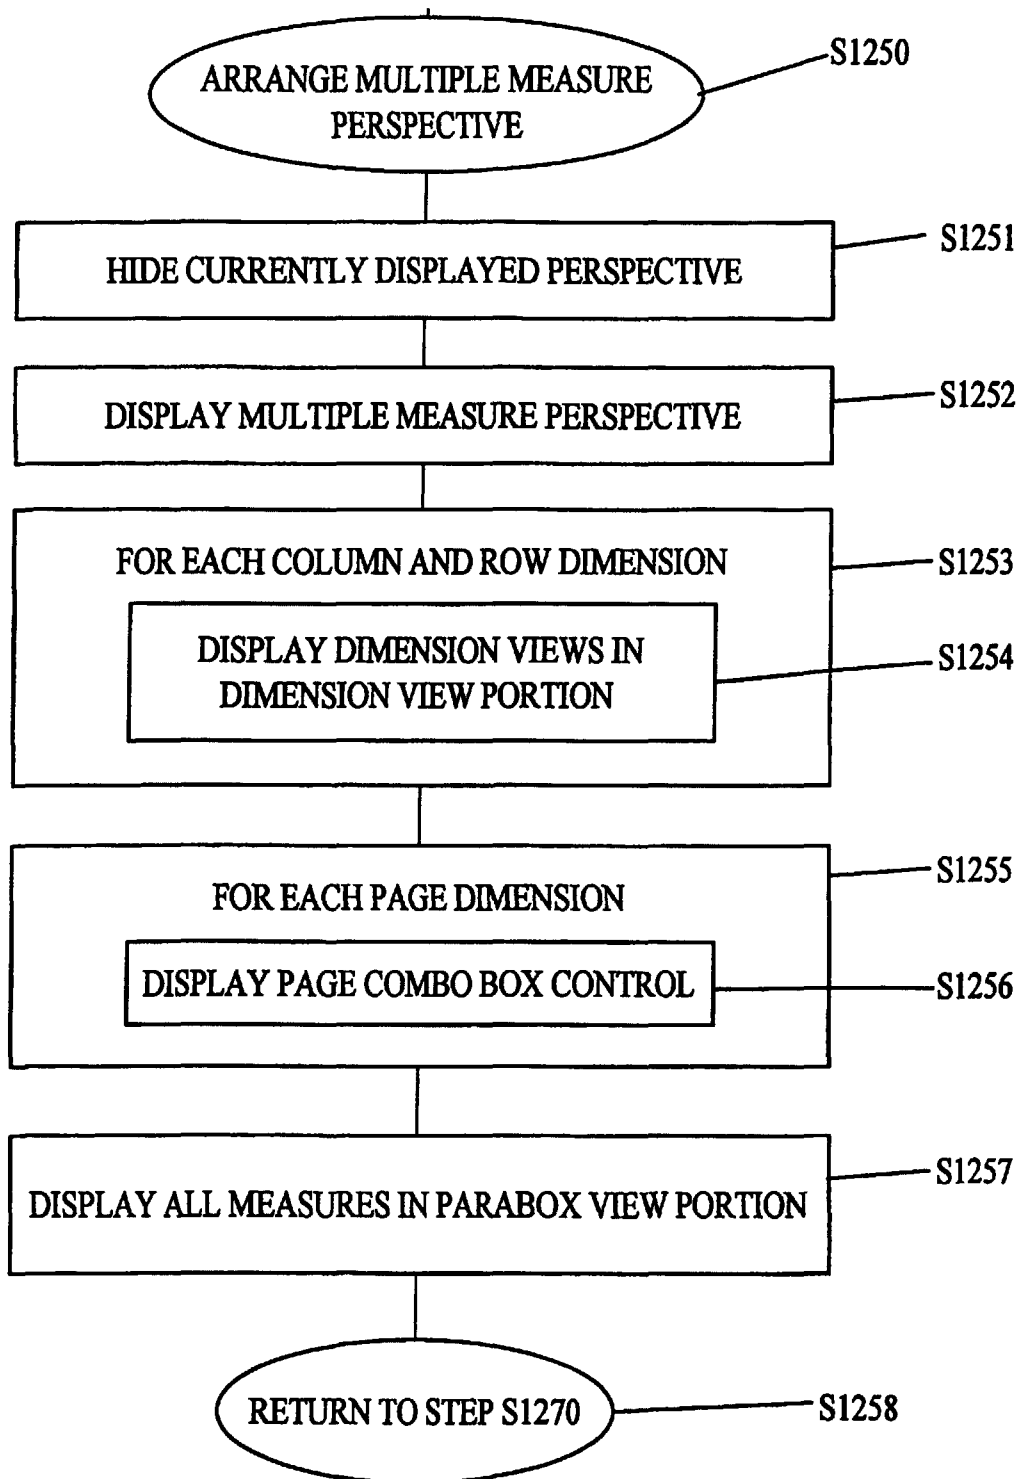 S1250
ARRANGE MULTIPLE MEASURE
PERSPECTIVE
S1251
HIDE CURRENTLY DISPLAYED PERSPECTIVE
S1252
DISPLAY MULTIPLE MEASURE PERSPECTIVE
S1253
FOR EACH COLUMN AND ROW DIMENSION
S1254
DISPLAY DIMENSION VIEWS IN
DIMENSION VIEW PORTION
S1255
FOR EACH PAGE DIMENSION
S1256
DISPLAY PAGE COMBO BOX CONTROL
S1257
DISPLAY ALL MEASURES IN PARABOX VIEW PORTION
RETURN TO STEP S1270
S1258